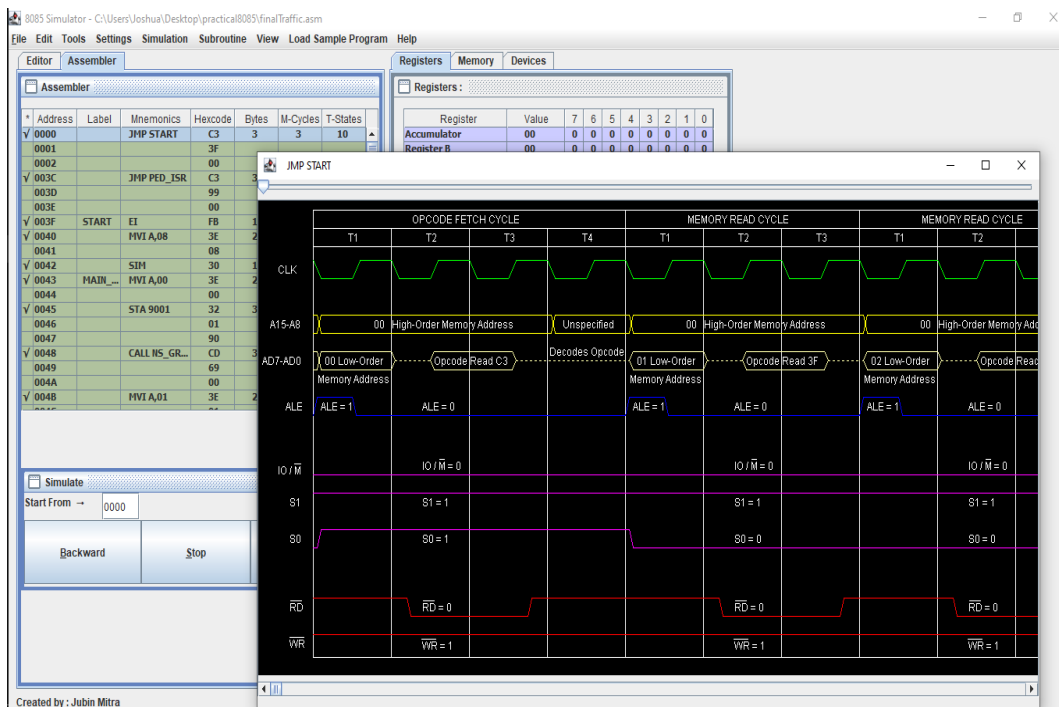 8085 Simulator - C:\Users\Joshua\Desktop\practical8085\finalTraffic.asm
File Edit Tools Settings Simulation Subroutine View Load Sample Program Help
Editor Assembler
Registers Memory Devices
Assembler
Registers :
* Address Label Mnemonics Hexcode Bytes M-Cycles T-States
Register Value 7 6 5 4 3 2 1 0
√ 0000 JMP START C3 3 3 10
Accumulator 00 0 0 0 0 0 0 0 0
0001 3F
Register B 00 0 0 0 0 0 0 0 0
0002 00
√ 003C JMP PED_ISR C3 3
003D 99
003E 00
√ 003F START EI FB 1
√ 0040 MVI A,08 3E 2
0041 08
√ 0042 SIM 30 1
√ 0043 MAIN_... MVI A,00 3E 2
0044 00
√ 0045 STA 9001 32 3
0046 01
0047 90
√ 0048 CALL NS_GR... CD 3
0049 69
004A 00
√ 004B MVI A,01 3E 2
Simulate
Start From → 0000
Backward Stop
Created by : Jubin Mitra
JMP START
OPCODE FETCH CYCLE MEMORY READ CYCLE MEMORY READ CYCLE
T1 T2 T3 T4 T1 T2 T3 T1 T2
CLK
A15-A8 00 High-Order Memory Address Unspecified 00 High-Order Memory Address 00 High-Order Memory Add
AD7-AD0 00 Low-Order Opcode Read C3 Decodes Opcode 01 Low-Order Opcode Read 3F 02 Low-Order Opcode Read
Memory Address Memory Address Memory Address
ALE ALE = 1 ALE = 0 ALE = 1 ALE = 0 ALE = 1 ALE = 0
IO / M̅ IO / M̅ = 0 IO / M̅ = 0 IO / M̅ = 0
S1 S1 = 1 S1 = 1 S1 = 1
S0 S0 = 1 S0 = 0 S0 = 0
R̅D̅ R̅D̅ = 0 R̅D̅ = 0 R̅D̅ = 0
W̅R̅ W̅R̅ = 1 W̅R̅ = 1 W̅R̅ = 1